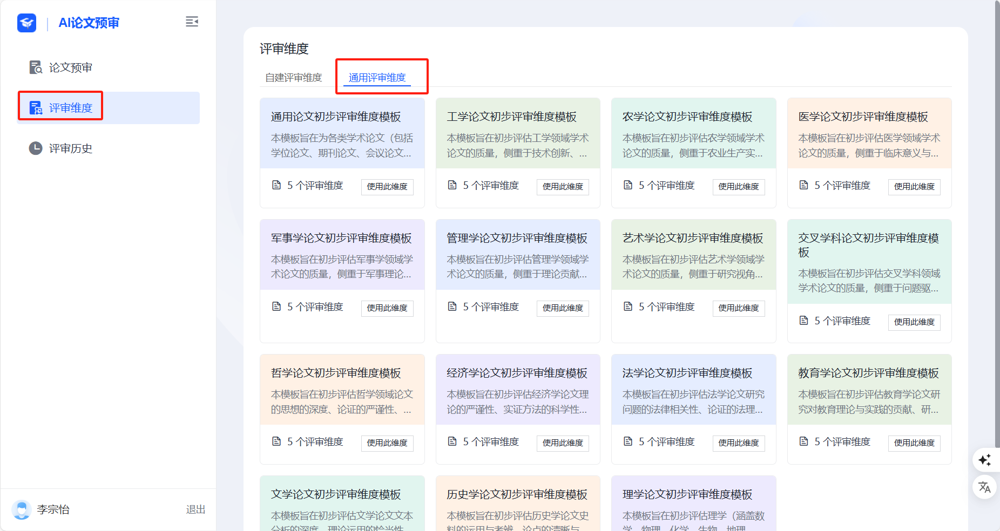 AI论文预审
论文预审
评审维度
评审历史
李宗怡
退出
评审维度
自建评审维度
通用评审维度
通用论文初步评审维度模板
本模板旨在为各类学术论文（包括
学位论文、期刊论文、会议论文...
5 个评审维度
使用此维度
工学论文初步评审维度模板
本模板旨在初步评估工学领域学术
论文的质量，侧重于技术创新、...
5 个评审维度
使用此维度
农学论文初步评审维度模板
本模板旨在初步评估农学领域学术
论文的质量，侧重于农业生产实...
5 个评审维度
使用此维度
医学论文初步评审维度模板
本模板旨在初步评估医学领域学术
论文的质量，侧重于临床意义与...
5 个评审维度
使用此维度
军事学论文初步评审维度模板
本模板旨在初步评估军事学领域学
术论文的质量，侧重于军事理论...
5 个评审维度
使用此维度
管理学论文初步评审维度模板
本模板旨在初步评估管理学领域学
术论文的质量，侧重于理论贡献...
5 个评审维度
使用此维度
艺术学论文初步评审维度模板
本模板旨在初步评估艺术学领域学
术论文的质量，侧重于研究视角...
5 个评审维度
使用此维度
交叉学科论文初步评审维度模
板
本模板旨在初步评估交叉学科领域
学术论文的质量，侧重于问题驱...
5 个评审维度
使用此维度
哲学论文初步评审维度模板
本模板旨在初步评估哲学领域论文
的思想的深度、论证的严谨性、...
5 个评审维度
使用此维度
经济学论文初步评审维度模板
本模板旨在初步评估经济学论文理
论的严谨性、实证方法的科学性...
5 个评审维度
使用此维度
法学论文初步评审维度模板
本模板旨在初步评估法学论文研究
问题的法律相关性、论证的法理...
5 个评审维度
使用此维度
教育学论文初步评审维度模板
本模板旨在初步评估教育学论文研
究对教育理论与实践的贡献、研...
5 个评审维度
使用此维度
文学论文初步评审维度模板
本模板旨在初步评估文学论文文本
分析的深度、理论运用的恰当性、
历史学论文初步评审维度模板
本模板旨在初步评估历史学论文史
料的运用与考辨、论点的清晰与
理学论文初步评审维度模板
本模板旨在初步评估理学（涵盖数
学、物理、化学、生物、地理